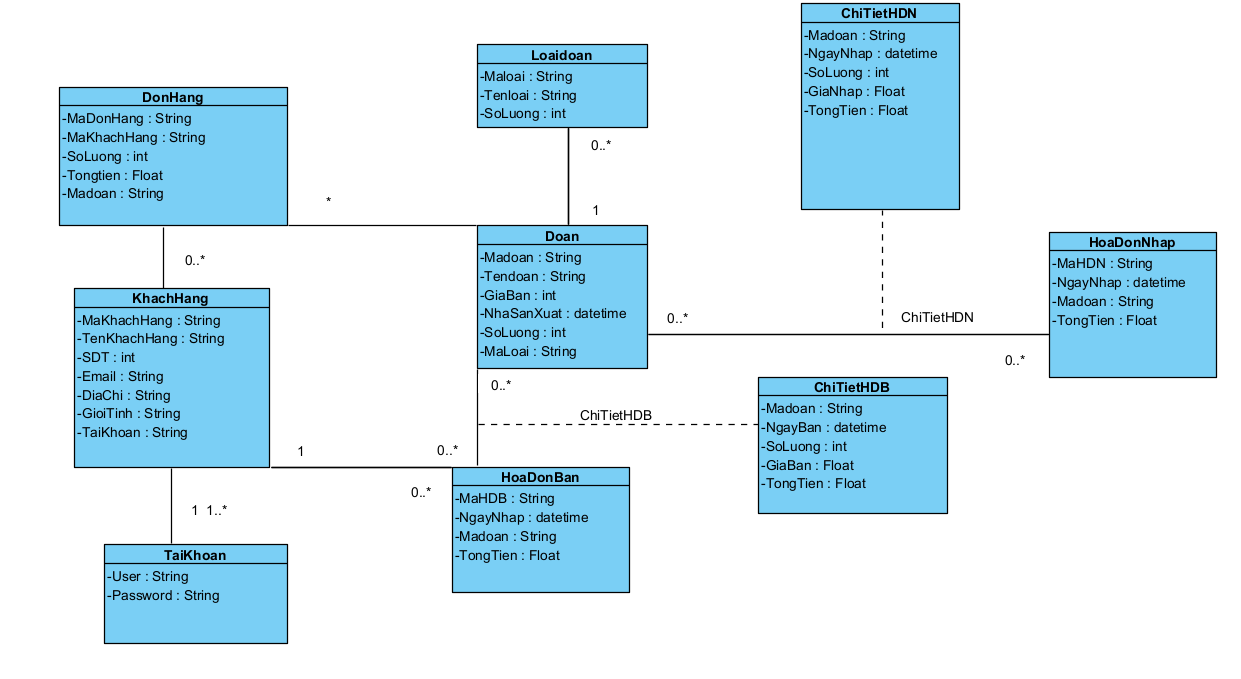 ChiTietHDN
-Madoan : String
-NgayNhap : datetime
-SoLuong : int
-GiaNhap : Float
-TongTien : Float
Loaidoan
-Maloai : String
-Tenloai : String
-SoLuong : int
DonHang
-MaDonHang : String
-MaKhachHang : String
-SoLuong : int
-Tongtien : Float
-Madoan : String
0..*
*
1
Doan
-Madoan : String
-Tendoan : String
-GiaBan : int
-NhaSanXuat : datetime
-SoLuong : int
-MaLoai : String
HoaDonNhap
-MaHDN : String
-NgayNhap : datetime
-Madoan : String
-TongTien : Float
0..*
KhachHang
-MaKhachHang : String
-TenKhachHang : String
-SDT : int
-Email : String
-DiaChi : String
-GioiTinh : String
-TaiKhoan : String
0..*
ChiTietHDN
0..*
0..*
ChiTietHDB
ChiTietHDB
-Madoan : String
-NgayBan : datetime
-SoLuong : int
-GiaBan : Float
-TongTien : Float
1
0..*
0..*
HoaDonBan
-MaHDB : String
-NgayNhap : datetime
-Madoan : String
-TongTien : Float
1 1..*
TaiKhoan
-User : String
-Password : String